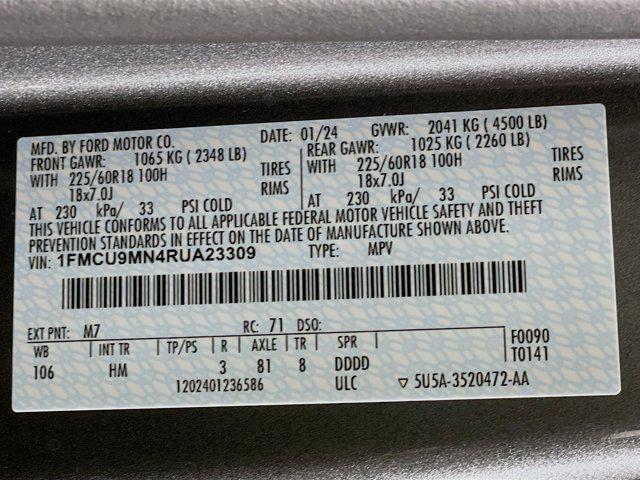 MFD. BY FORD MOTOR CO. DATE: 01/24 GVWR: 2041 KG ( 4500 LB)
FRONT GAWR: 1065 KG ( 2348 LB) REAR GAWR: 1025 KG ( 2260 LB)
WITH 225/60R18 100H TIRES WITH 225/60R18 100H TIRES
18x7.0J RIMS 18x7.0J RIMS
AT 230 kPa/ 33 PSI COLD AT 230 kPa/ 33 PSI COLD
THIS VEHICLE CONFORMS TO ALL APPLICABLE FEDERAL MOTOR VEHICLE SAFETY AND THEFT
PREVENTION STANDARDS IN EFFECT ON THE DATE OF MANUFACTURE SHOWN ABOVE.
VIN: 1FMCU9MN4RUA23309 TYPE: MPV
EXT PNT: M7 RC: 71 DSO:
WB INT TR TP/PS R AXLE TR SPR F0090
106 HM 3 81 8 DDDD T0141
1202401236586 ULC ▽ 5U5A-3520472-AA